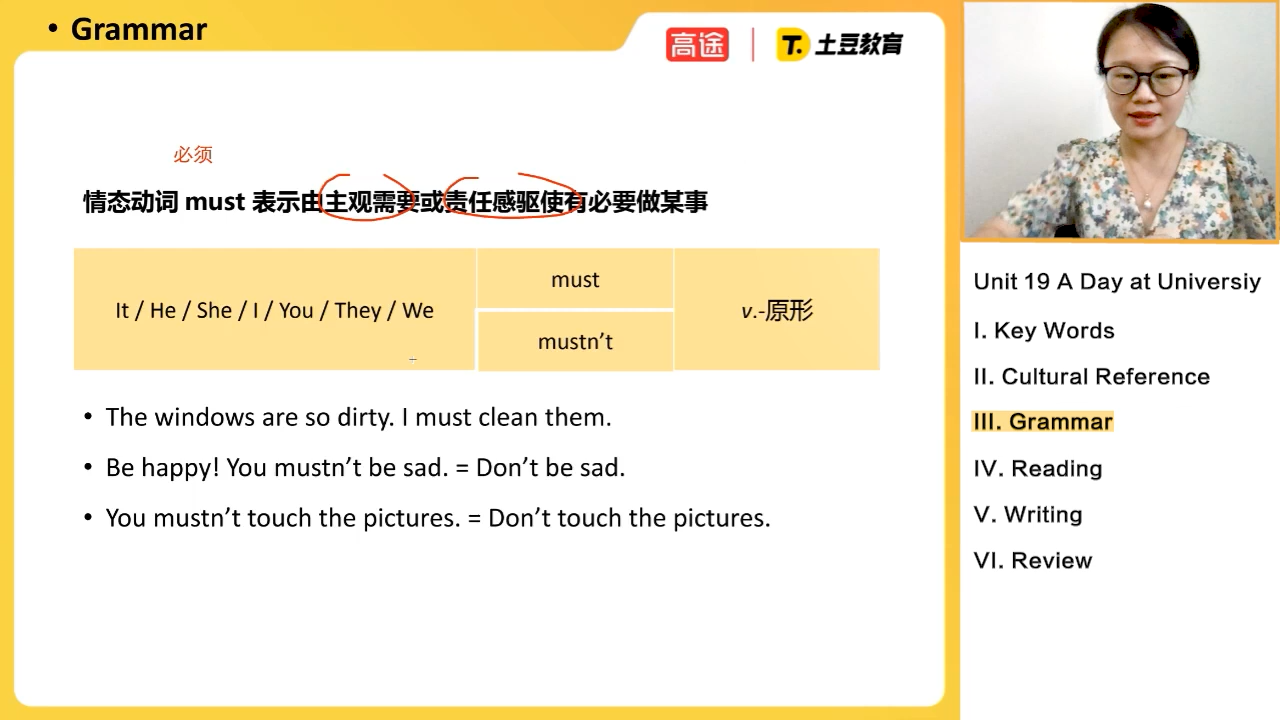 • Grammar
高途 | T. 土豆教育
必须
情态动词 must 表示由主观需要或责任感驱使有必要做某事
It / He / She / I / You / They / We
must
mustn’t
v.-原形
• The windows are so dirty. I must clean them.
• Be happy! You mustn’t be sad. = Don’t be sad.
• You mustn’t touch the pictures. = Don’t touch the pictures.
Unit 19 A Day at Universiy
I. Key Words
II. Cultural Reference
III. Grammar
IV. Reading
V. Writing
VI. Review